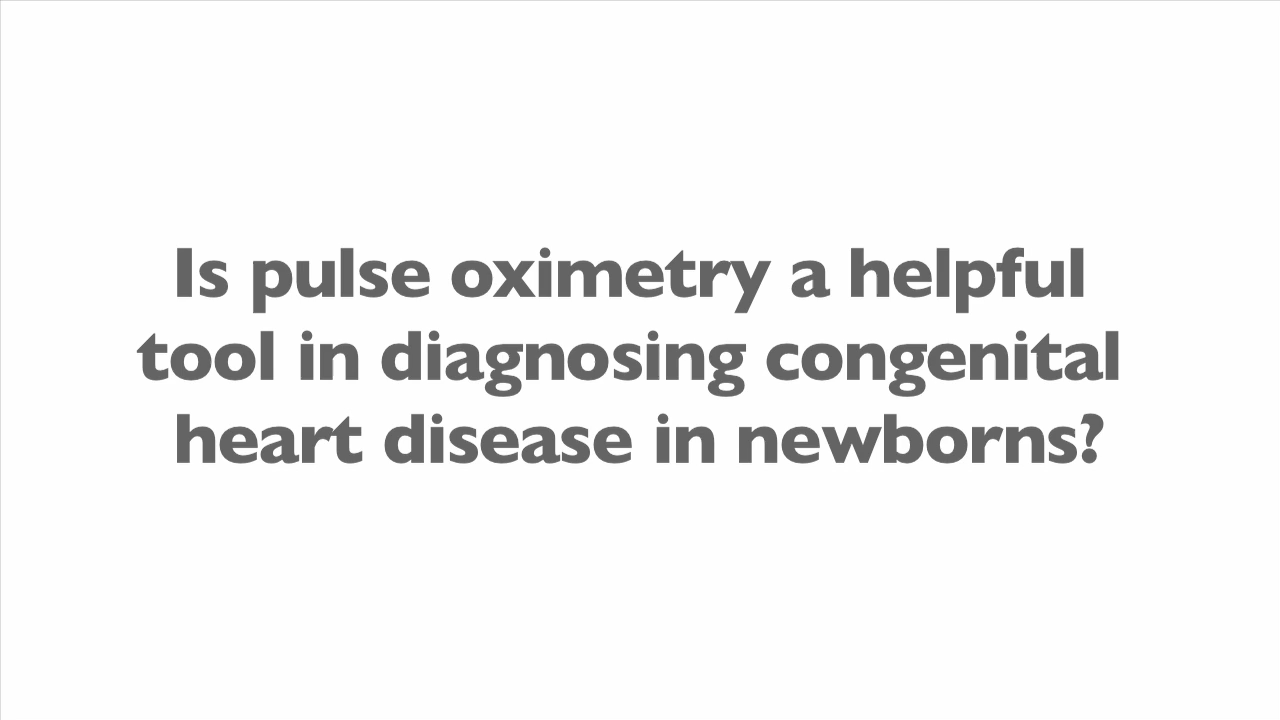 Is pulse oximetry a helpful
tool in diagnosing congenital
heart disease in newborns?